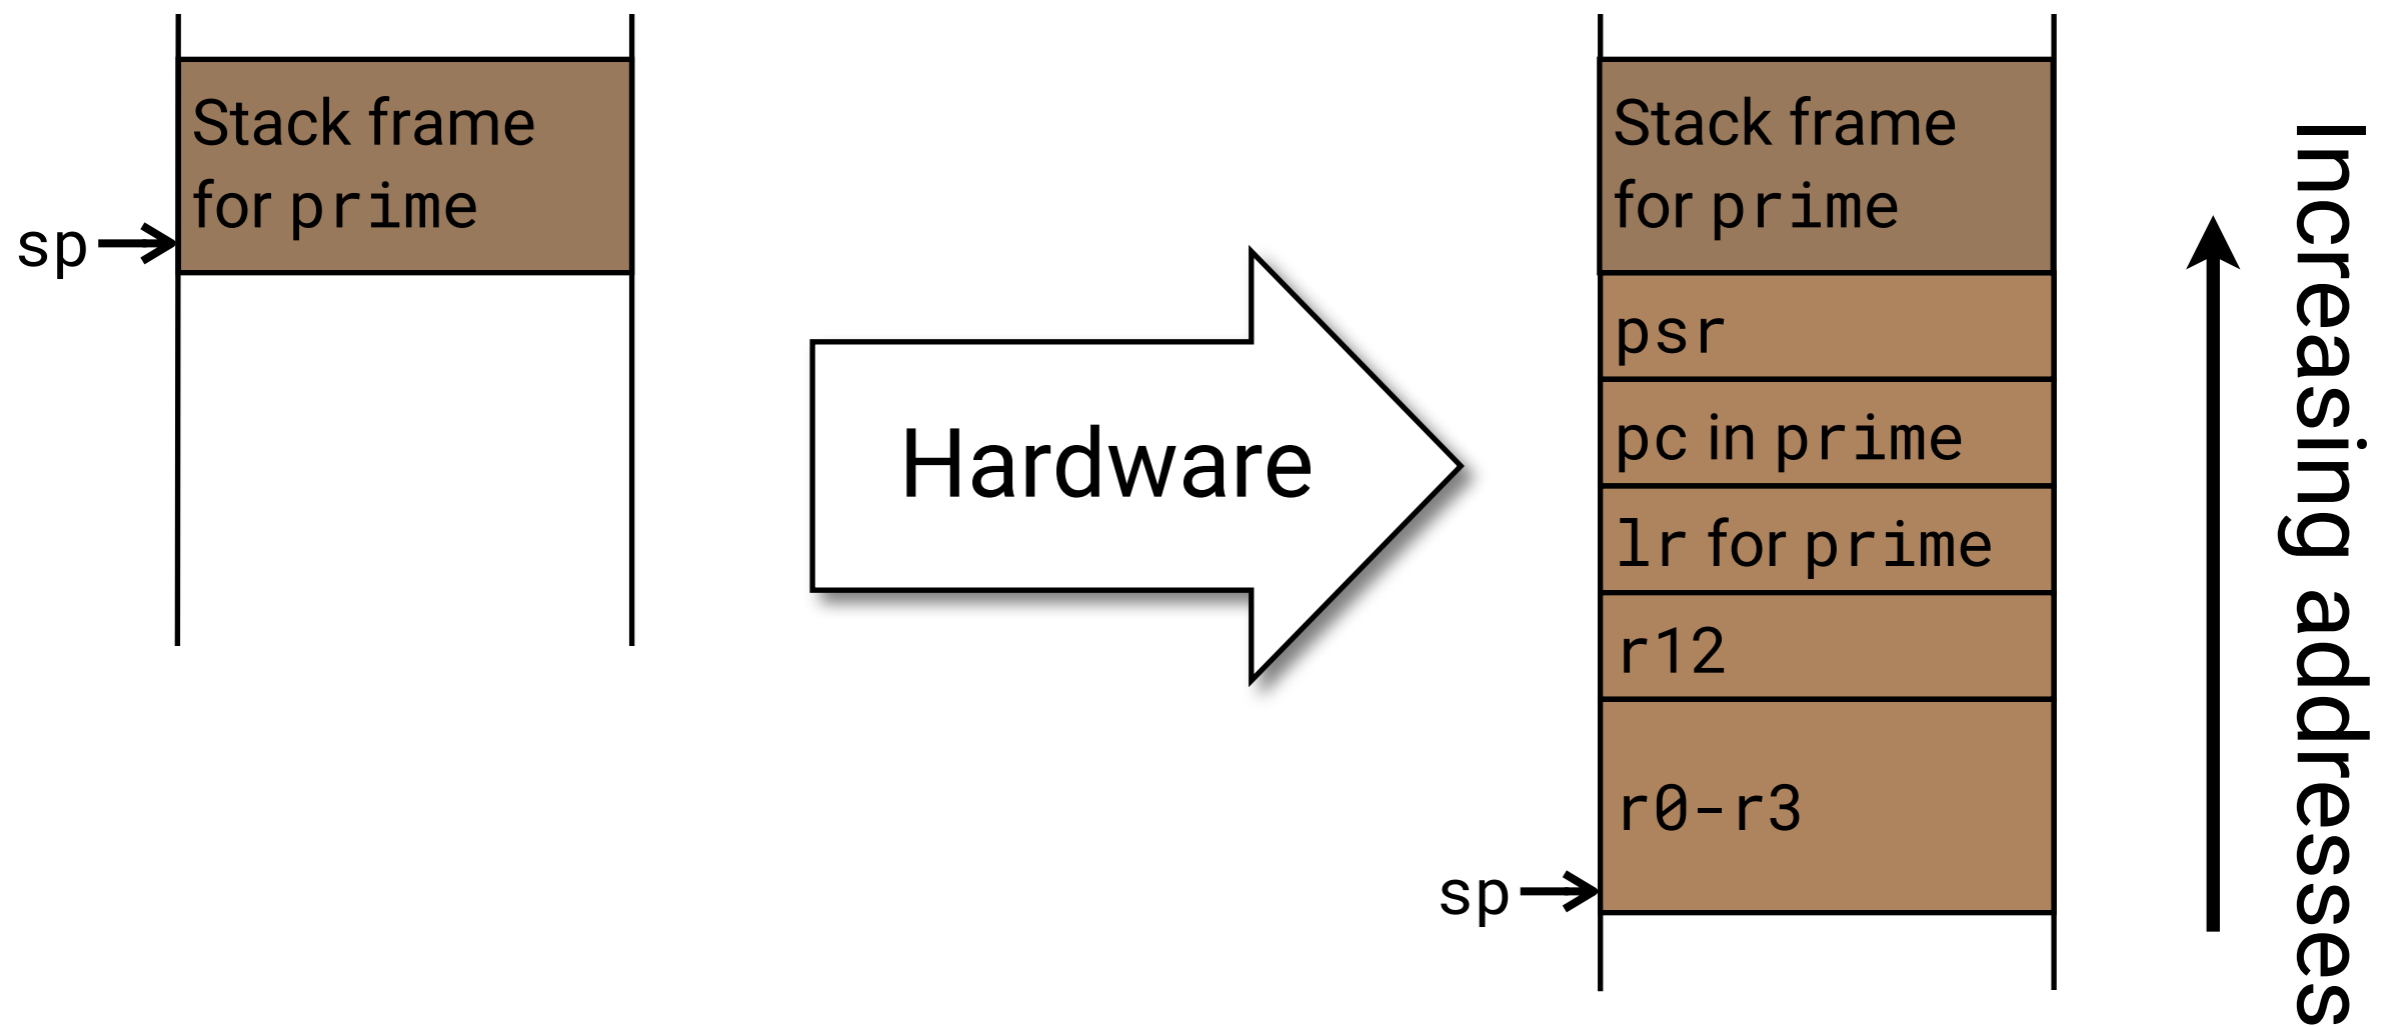 Stack frame
for prime
sp
Hardware
Stack frame
for prime
psr
pc in prime
lr for prime
r12
r0-r3
sp
Increasing addresses